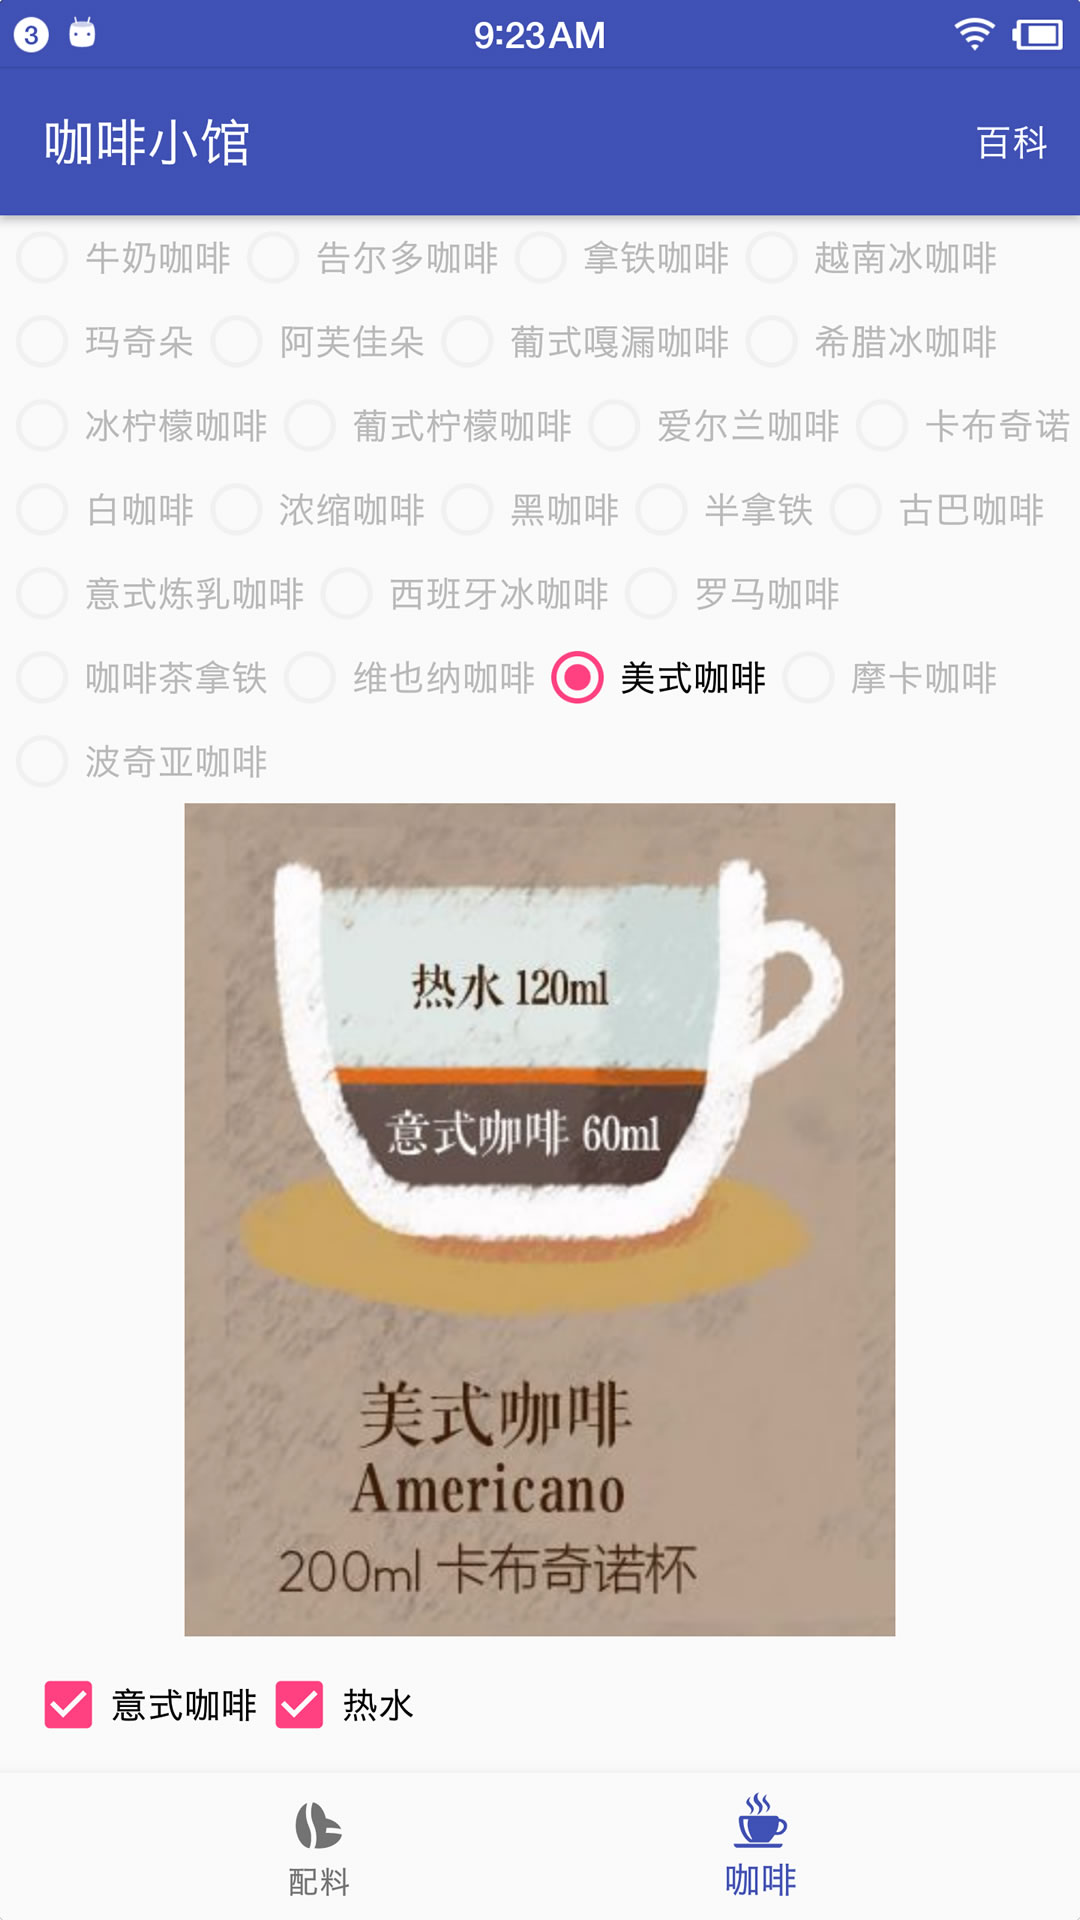 3 9:23AM
咖啡小馆 百科
牛奶咖啡 告尔多咖啡 拿铁咖啡 越南冰咖啡
玛奇朵 阿芙佳朵 葡式嘎漏咖啡 希腊冰咖啡
冰柠檬咖啡 葡式柠檬咖啡 爱尔兰咖啡 卡布奇诺
白咖啡 浓缩咖啡 黑咖啡 半拿铁 古巴咖啡
意式炼乳咖啡 西班牙冰咖啡 罗马咖啡
咖啡茶拿铁 维也纳咖啡 美式咖啡 摩卡咖啡
波奇亚咖啡
热水 120ml
意式咖啡 60ml
美式咖啡
Americano
200ml 卡布奇诺杯
意式咖啡 热水
配料 咖啡